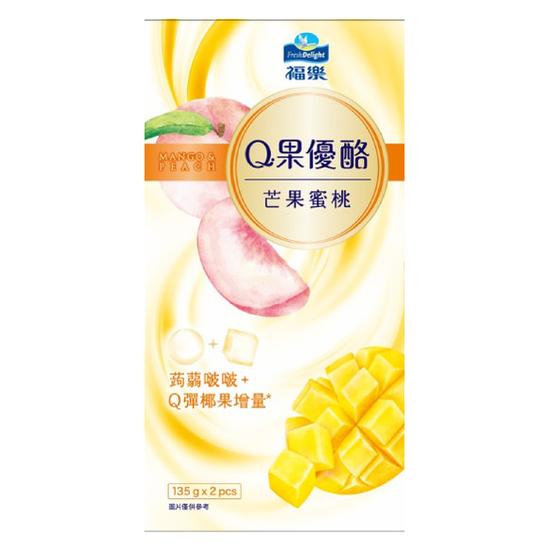 FreshDelight
福樂
MANGO &
PEACH
Q果優酪
芒果蜜桃
+
蒟蒻啵啵+
Q彈椰果增量*
135 g x 2 pcs
圖片僅供參考